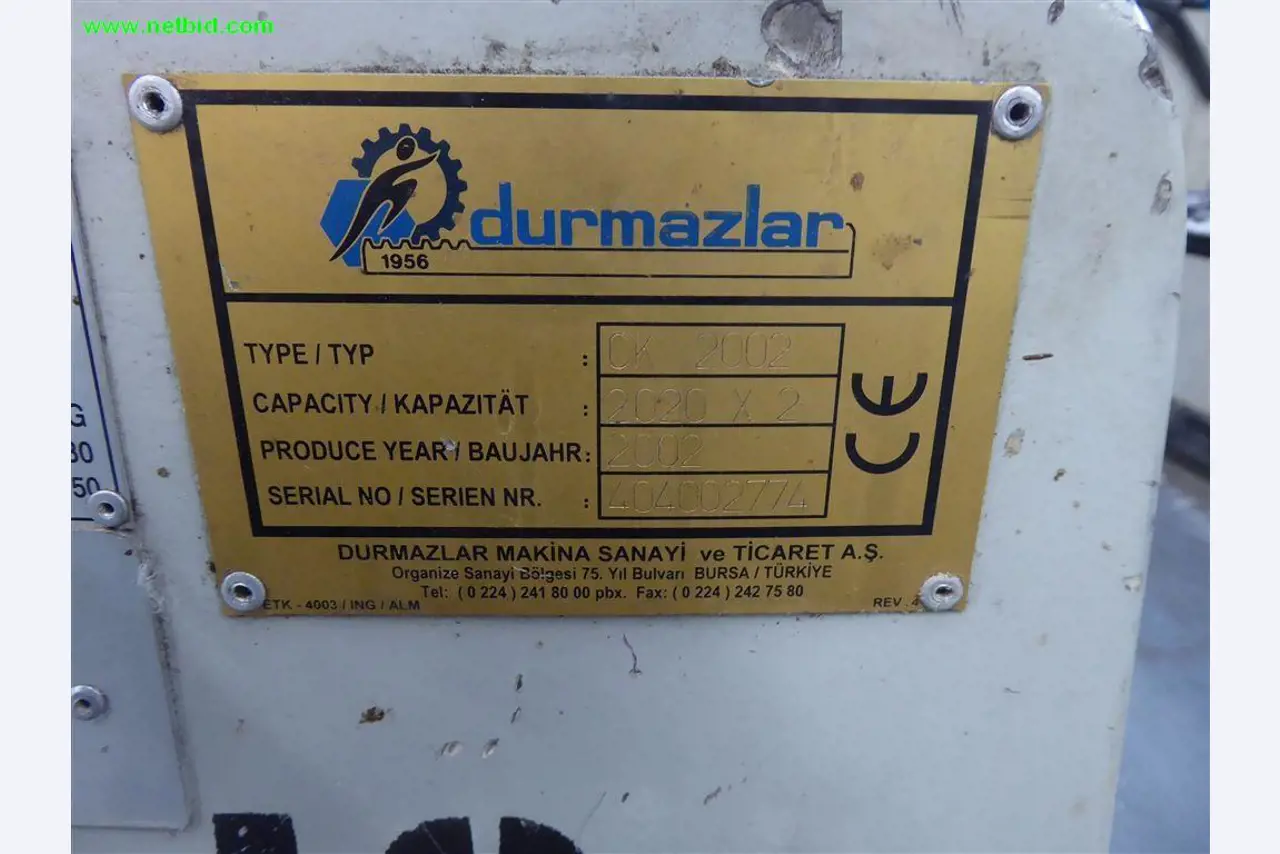 www.netbid.com
durmazlar
1956
TYPE / TYP : CK 2002
CAPACITY / KAPAZITÄT : 2020 X 2
PRODUCE YEAR / BAUJAHR : 2002
SERIAL NO / SERIEN NR. : 404002774
CE
DURMAZLAR MAKİNA SANAYİ ve TİCARET A.Ş.
Organize Sanayi Bölgesi 75. Yıl Bulvarı BURSA / TÜRKİYE
Tel: ( 0 224 ) 241 80 00 pbx. Fax: ( 0 224 ) 242 75 80
ETK - 4003 / ING / ALM REV. 4
G
50